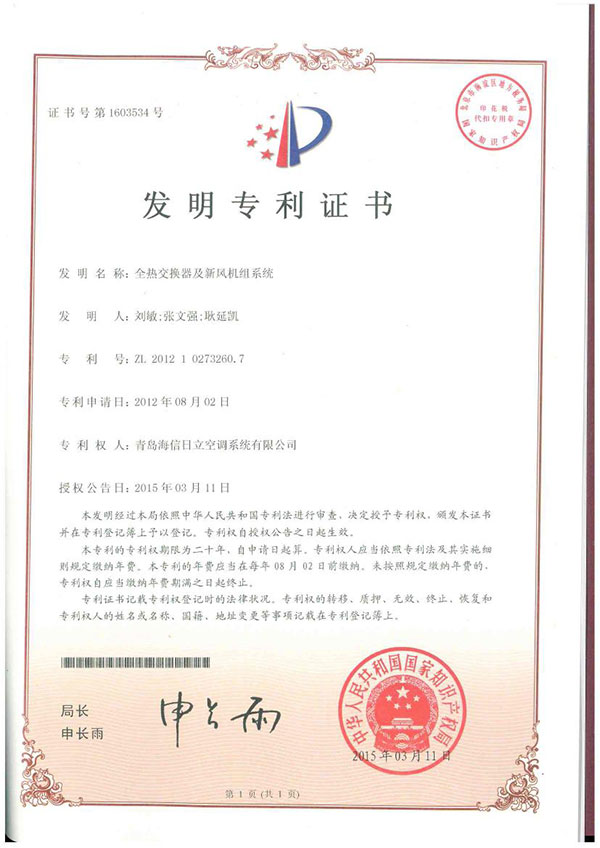 证书号第1603534号
印花税
代扣专用章
发明专利证书
发明名称：全热交换器及新风机组系统
发明人：刘敏;张文强;耿延凯
专利号：ZL 2012 1 0273260.7
专利申请日：2012年08月02日
专利权人：青岛海信日立空调系统有限公司
授权公告日：2015年03月11日
本发明经过本局依照中华人民共和国专利法进行审查，决定授予专利权，颁发本证书
并在专利登记簿上予以登记。专利权自授权公告之日起生效。
本专利的专利权期限为二十年，自申请日起算。专利权人应当依照专利法及其实施细
则规定缴纳年费。本专利的年费应当在每年08月02日前缴纳。未按照规定缴纳年费的，
专利权自应当缴纳年费期满之日起终止。
专利证书记载专利权登记时的法律状况。专利权的转移、质押、无效、终止、恢复和
专利权人的姓名或名称、国籍、地址变更等事项记载在专利登记簿上。
局长
申长雨
申长雨
中华人民共和国国家知识产权局
2015年03月11日
第1页(共1页)